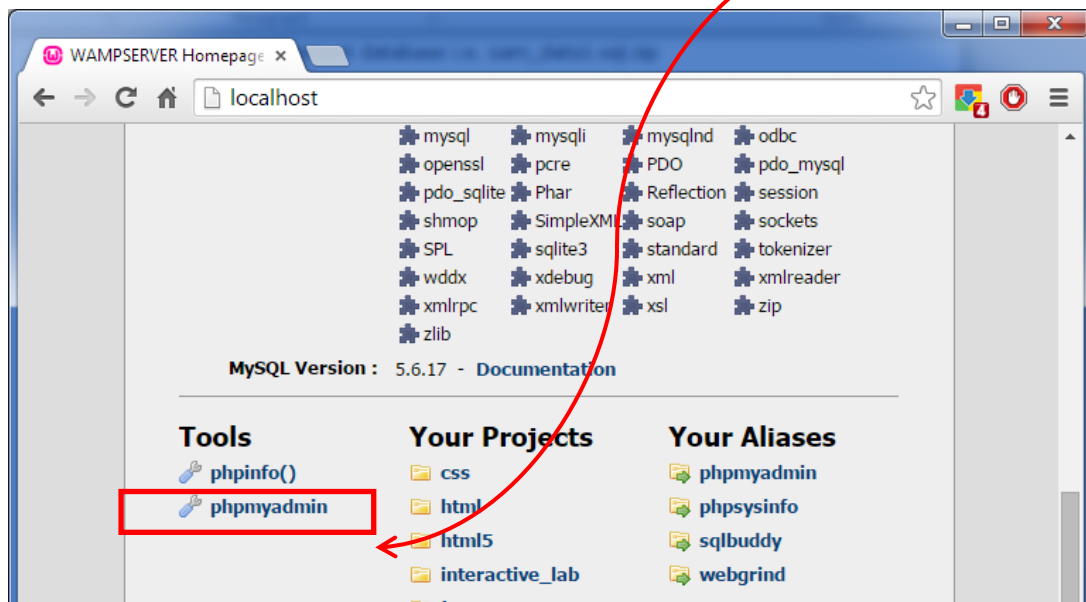 WAMPSERVER Homepage
localhost
4
mysql mysqli mysqlnd odbc
openssl pcre PDO pdo_mysql
pdo_sqlite Phar Reflection session
shmop SimpleXML soap sockets
SPL sqlite3 standard tokenizer
wddx xdebug xml xmlreader
xmlrpc xmlwriter xsl zip
zlib
MySQL Version : 5.6.17 - Documentation
Tools Your Projects Your Aliases
phpinfo() css phpmyadmin
phpmyadmin html phpsysinfo
html5 sqlbuddy
interactive_lab webgrind